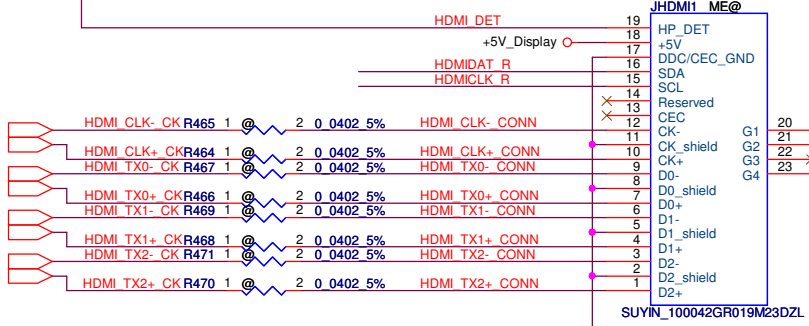 JHDMI1 ME@
HDMI_DET 19 HP_DET
+5V_Display 18 +5V
17 DDC/CEC_GND
HDMIDAT_R 16 SDA
HDMICLK_R 15 SCL
14 Reserved
13 CEC
HDMI_CLK-_CK R465 1 @ 2 0_0402_5% HDMI_CLK-_CONN 12 CK- G1 20
11 CK_shield G2 21
HDMI_CLK+_CK R464 1 @ 2 0_0402_5% HDMI_CLK+_CONN 10 CK+ G3 22
HDMI_TX0-_CK R467 1 @ 2 0_0402_5% HDMI_TX0-_CONN 9 D0- G4 23
8 D0_shield
HDMI_TX0+_CK R466 1 @ 2 0_0402_5% HDMI_TX0+_CONN 7 D0+
HDMI_TX1-_CK R469 1 @ 2 0_0402_5% HDMI_TX1-_CONN 6 D1-
5 D1_shield
HDMI_TX1+_CK R468 1 @ 2 0_0402_5% HDMI_TX1+_CONN 4 D1+
HDMI_TX2-_CK R471 1 @ 2 0_0402_5% HDMI_TX2-_CONN 3 D2-
2 D2_shield
HDMI_TX2+_CK R470 1 @ 2 0_0402_5% HDMI_TX2+_CONN 1 D2+
SUYIN_100042GR019M23DZL